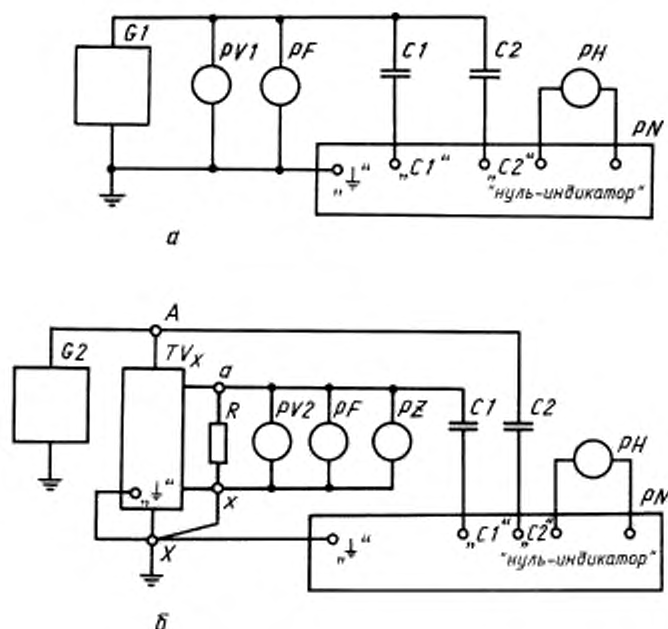 G1
PV1
PF
C1
C2
PH
PN
„⏚“
„C1“
„C2“
"нуль-индикатор"
а
A
G2
TVx
a
R
PV2
PF
PZ
C1
C2
PH
PN
„⏚“
x
X
„⏚“
„C1“
„C2“
"нуль-индикатор"
б